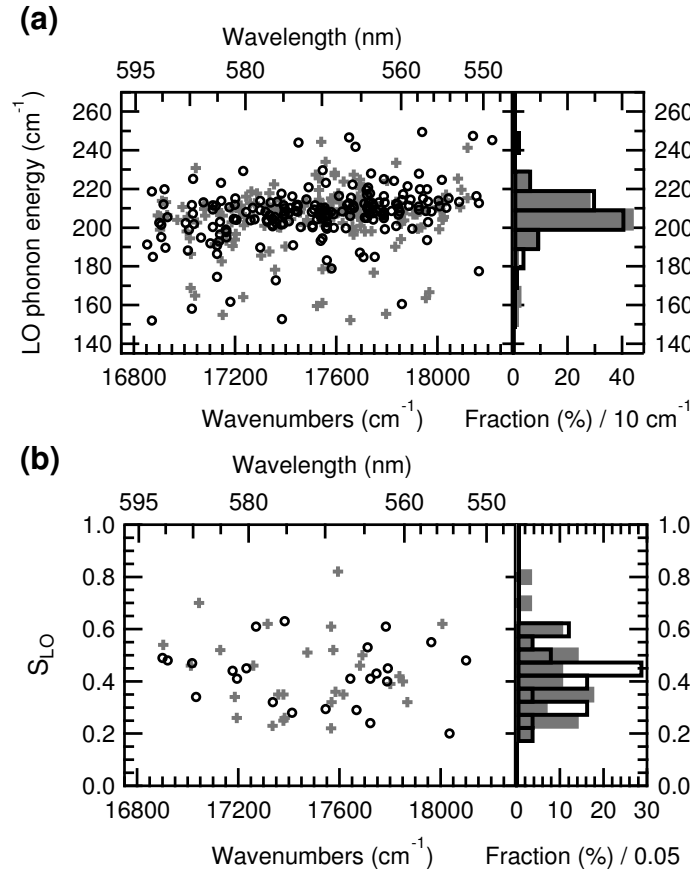 (a)
Wavelength (nm)
595 580 560 550
LO phonon energy (cm⁻¹)
260 260
240 240
220 220
200 200
180 180
160 160
140 140
16800 17200 17600 18000 0 20 40
Wavenumbers (cm⁻¹) Fraction (%) / 10 cm⁻¹
(b)
Wavelength (nm)
595 580 560 550
S_LO
1.0 1.0
0.8 0.8
0.6 0.6
0.4 0.4
0.2 0.2
0.0 0.0
16800 17200 17600 18000 0 10 20 30
Wavenumbers (cm⁻¹) Fraction (%) / 0.05